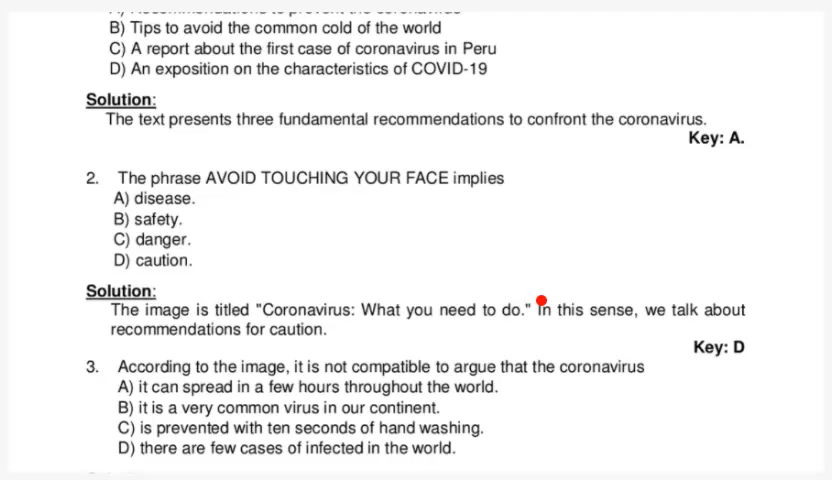 B) Tips to avoid the common cold of the world
C) A report about the first case of coronavirus in Peru
D) An exposition on the characteristics of COVID-19
Solution:
The text presents three fundamental recommendations to confront the coronavirus.
Key: A.
2. The phrase AVOID TOUCHING YOUR FACE implies
A) disease.
B) safety.
C) danger.
D) caution.
Solution:
The image is titled "Coronavirus: What you need to do." In this sense, we talk about
recommendations for caution.
Key: D
3. According to the image, it is not compatible to argue that the coronavirus
A) it can spread in a few hours throughout the world.
B) it is a very common virus in our continent.
C) is prevented with ten seconds of hand washing.
D) there are few cases of infected in the world.